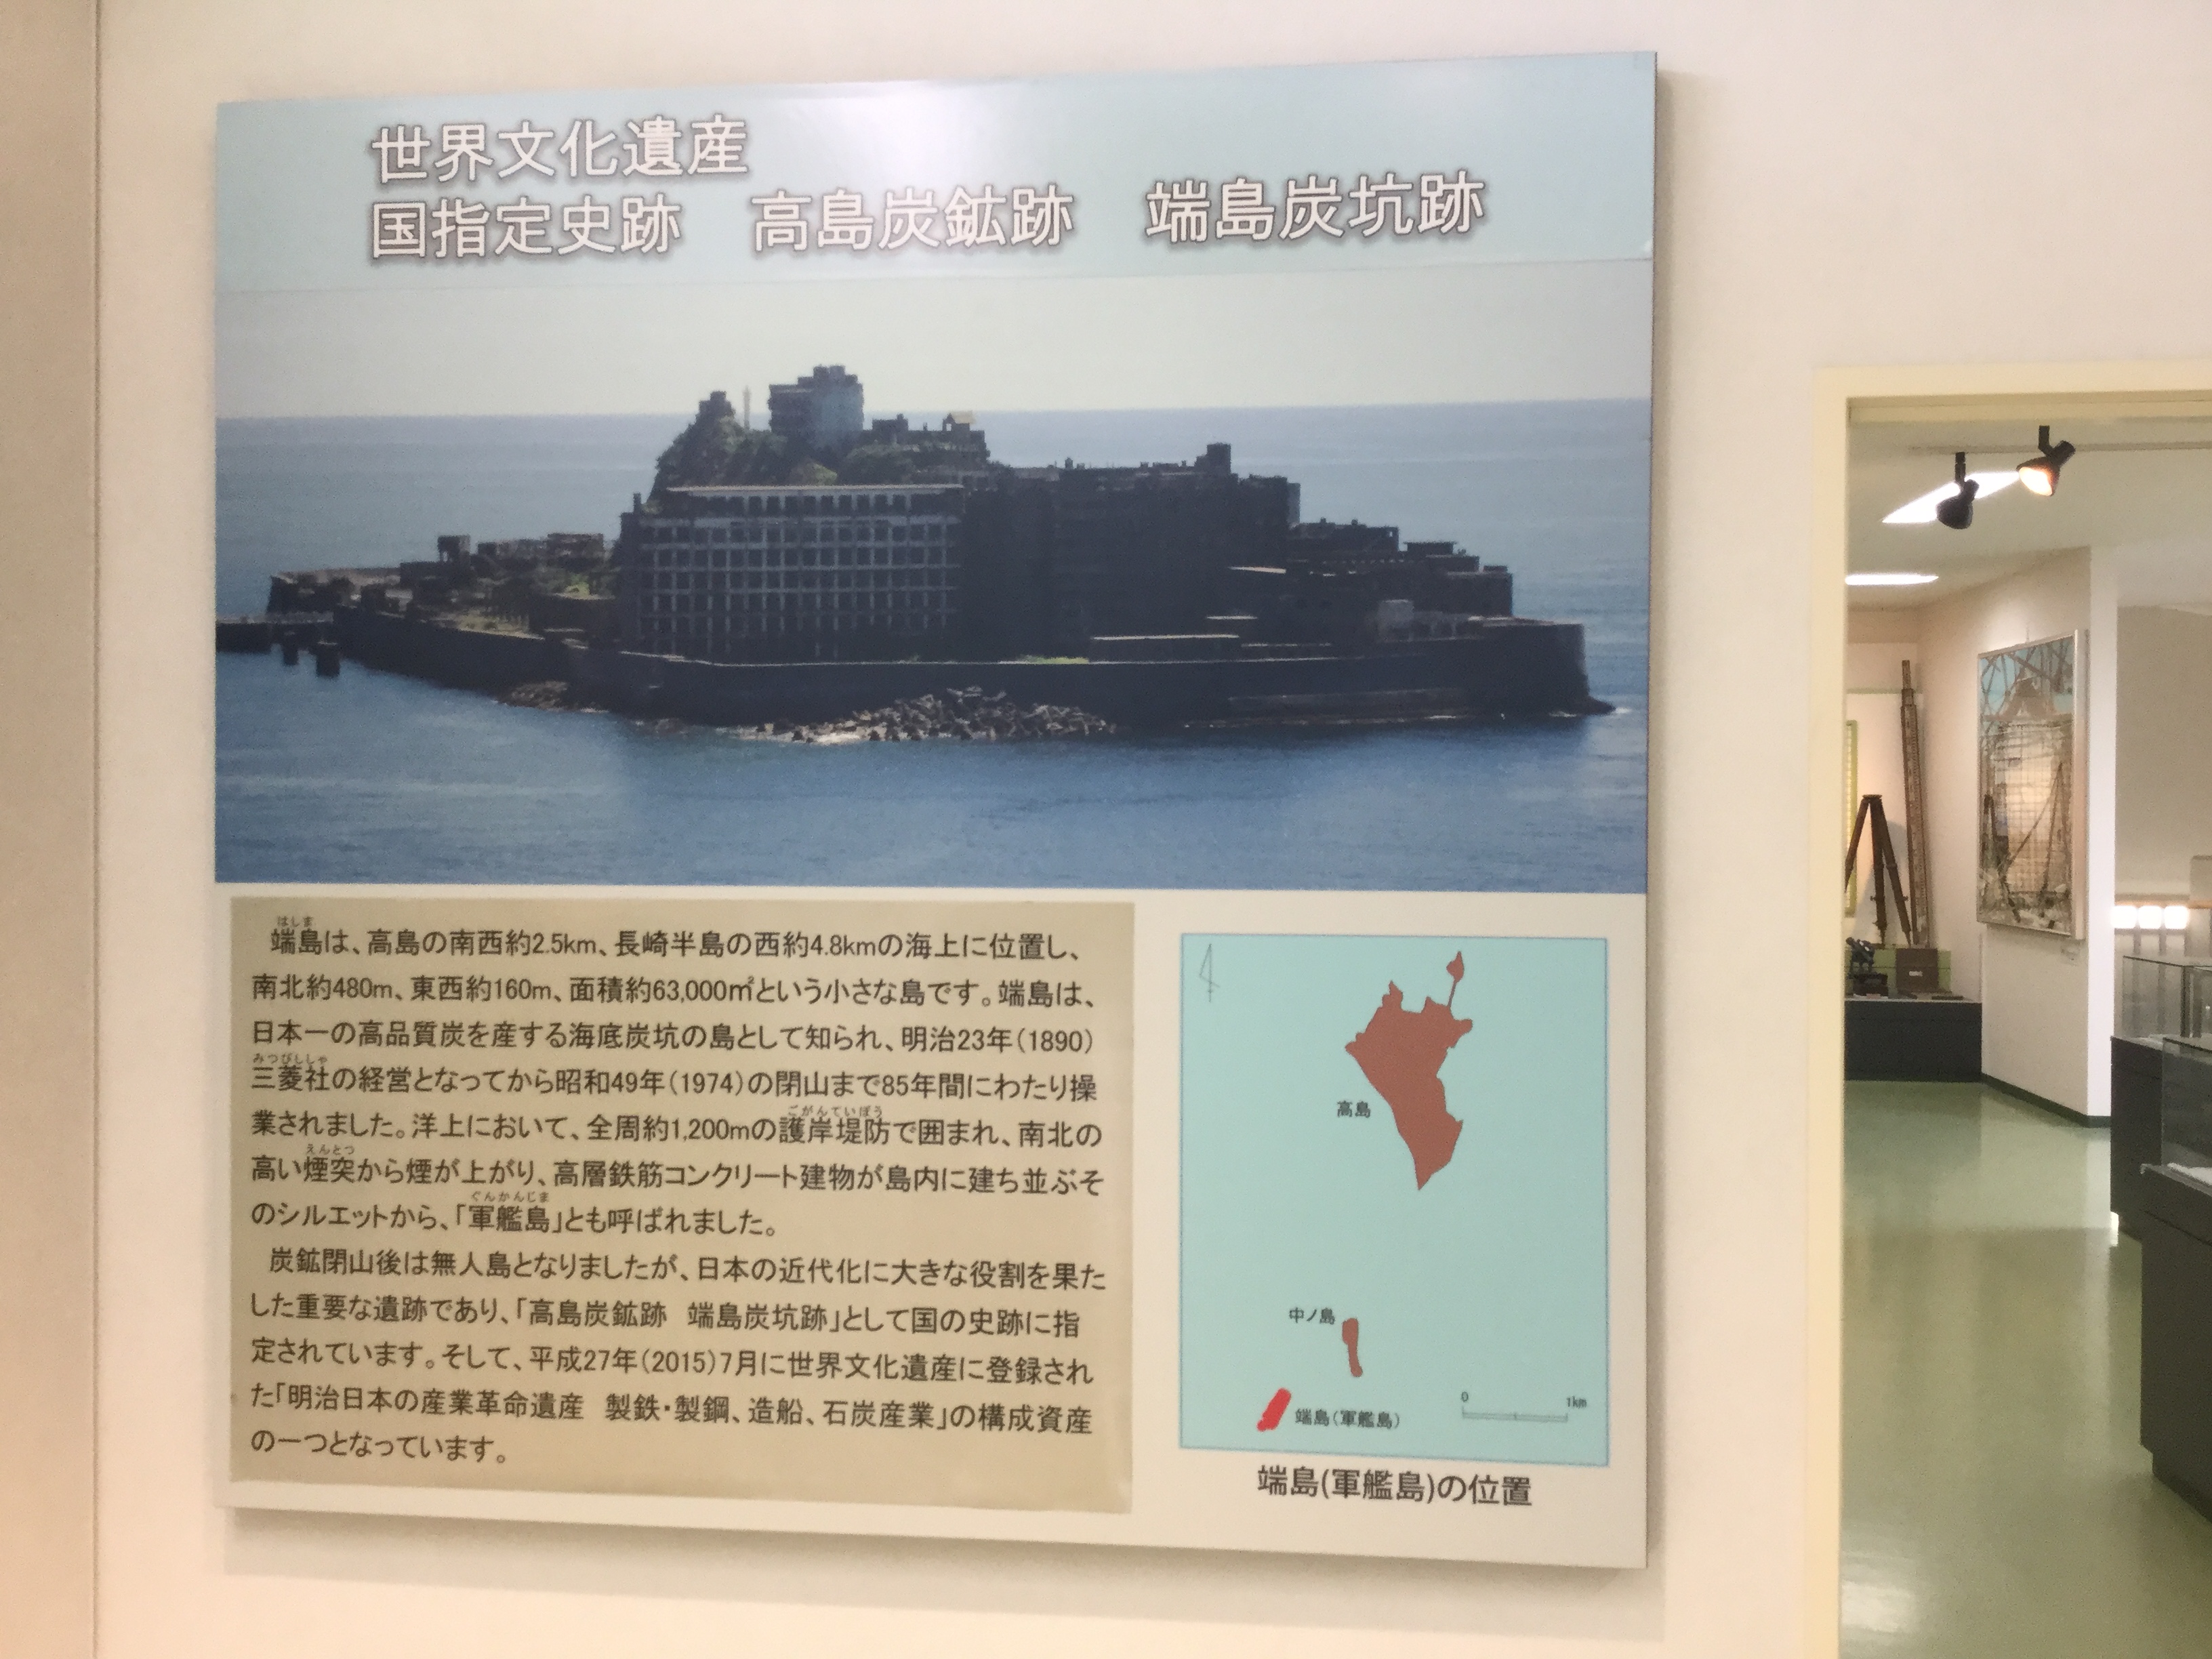 世界文化遺産
国指定史跡　高島炭鉱跡　端島炭坑跡
はしま
端島は、高島の南西約2.5km、長崎半島の西約4.8kmの海上に位置し、
南北約480m、東西約160m、面積約63,000㎡という小さな島です。端島は、
日本一の高品質炭を産する海底炭坑の島として知られ、明治23年(1890)
みつびししゃ
三菱社の経営となってから昭和49年(1974)の閉山まで85年間にわたり操
ごがんていぼう
業されました。洋上において、全周約1,200mの護岸堤防で囲まれ、南北の
えんとつ
高い煙突から煙が上がり、高層鉄筋コンクリート建物が島内に建ち並ぶそ
ぐんかんじま
のシルエットから、「軍艦島」とも呼ばれました。
炭鉱閉山後は無人島となりましたが、日本の近代化に大きな役割を果た
した重要な遺跡であり、「高島炭鉱跡　端島炭坑跡」として国の史跡に指
定されています。そして、平成27年(2015)7月に世界文化遺産に登録され
た「明治日本の産業革命遺産　製鉄・製鋼、造船、石炭産業」の構成資産
の一つとなっています。
高島
中ノ島
端島(軍艦島)
0 1km
端島(軍艦島)の位置